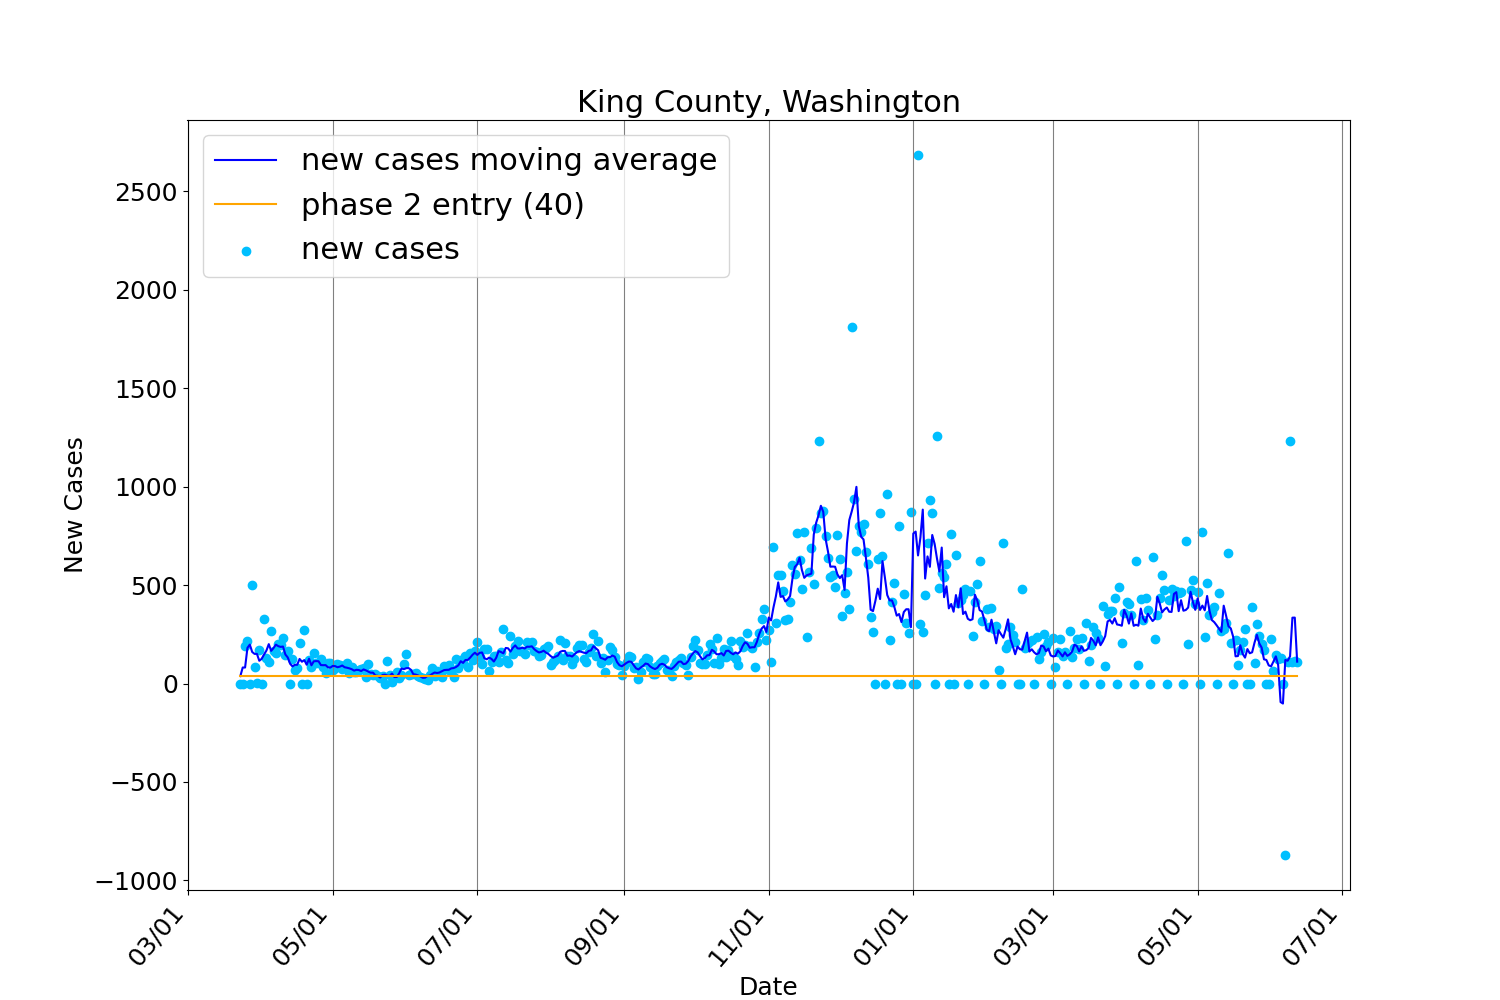 King County, Washington
new cases moving average
phase 2 entry (40)
new cases
New Cases
2500
2000
1500
1000
500
0
−500
−1000
03/01
05/01
07/01
09/01
11/01
01/01
03/01
05/01
07/01
Date